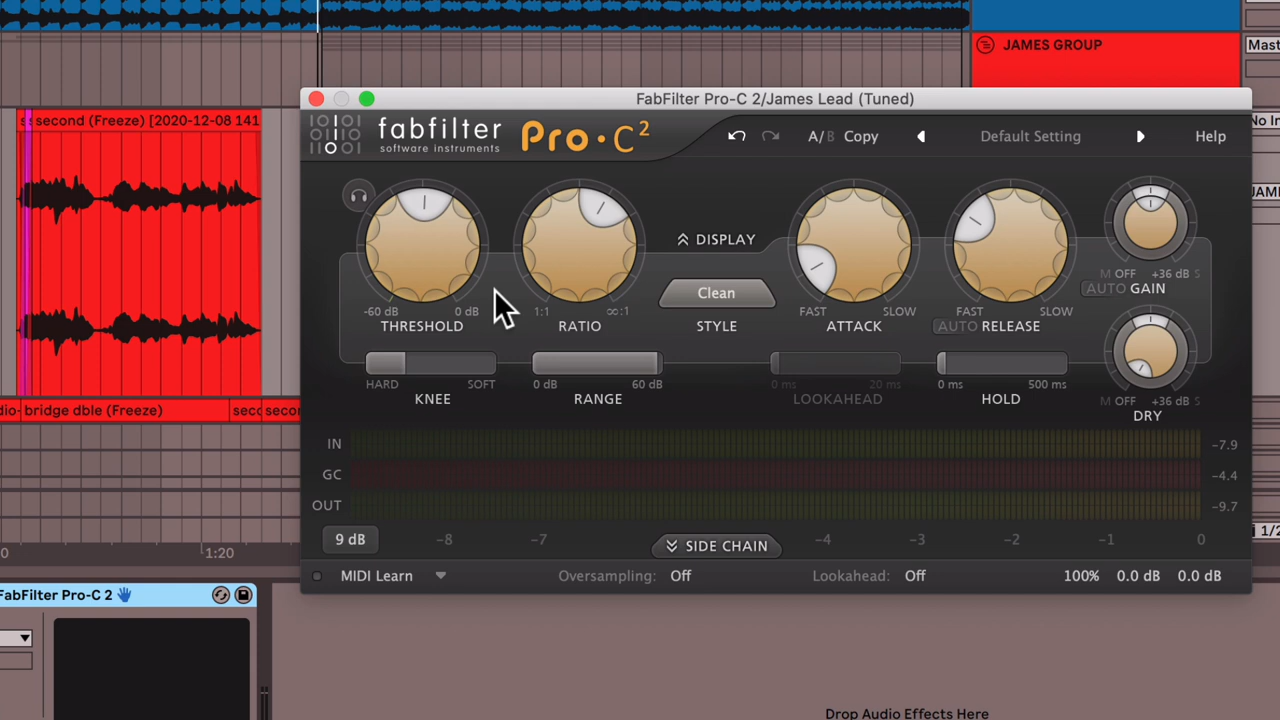 JAMES GROUP
Mast
FabFilter Pro-C 2/James Lead (Tuned)
second (Freeze) [2020-12-08 141
fabfilter
software instruments
Pro·C2
A/B Copy
Default Setting
Help
No In
JAM
DISPLAY
-60 dB
0 dB
THRESHOLD
1:1
∞:1
RATIO
Clean
STYLE
FAST
SLOW
ATTACK
FAST
SLOW
AUTO RELEASE
M OFF +36 dB S
AUTO GAIN
HARD
SOFT
KNEE
0 dB
60 dB
RANGE
0 ms
20 ms
LOOKAHEAD
0 ms
500 ms
HOLD
M OFF +36 dB S
DRY
dio- bridge dble (Freeze)
IN
-7.9
GC
-4.4
OUT
-9.7
9 dB
-8
-7
SIDE CHAIN
-4
-3
-2
-1
0
1:20
1/2
MIDI Learn
Oversampling: Off
Lookahead: Off
100%
0.0 dB
0.0 dB
FabFilter Pro-C 2
Drop Audio Effects Here